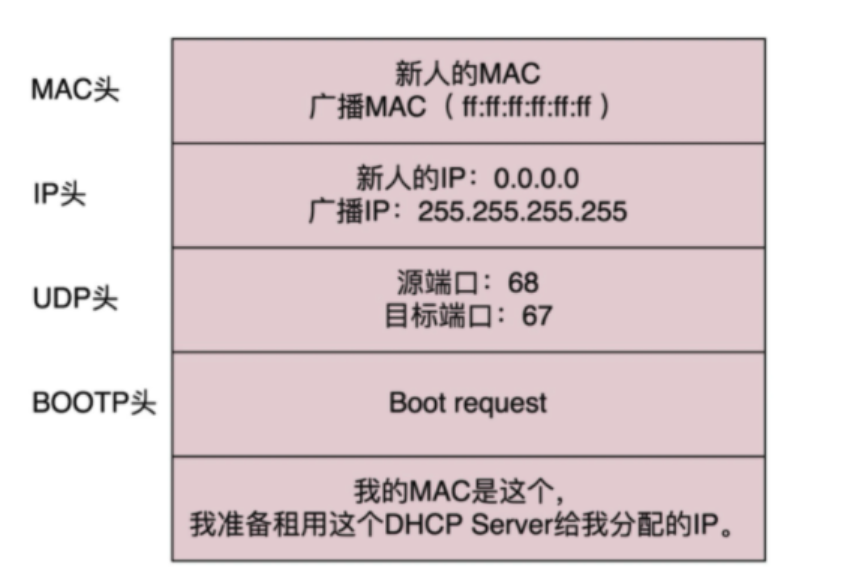 MAC头
新人的MAC
广播MAC（ff:ff:ff:ff:ff:ff）
IP头
新人的IP：0.0.0.0
广播IP：255.255.255.255
UDP头
源端口：68
目标端口：67
BOOTP头
Boot request
我的MAC是这个，
我准备租用这个DHCP Server给我分配的IP。